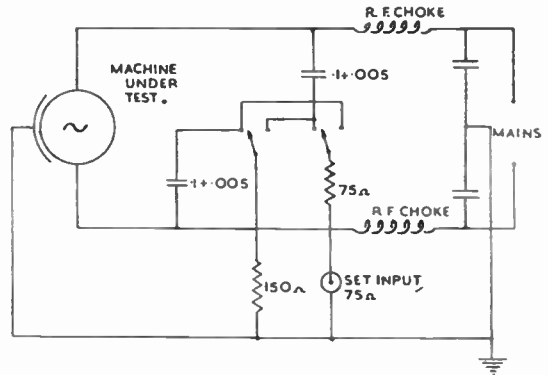 R.F. CHOKE
MACHINE
UNDER
TEST.
·1+·005
~
MAINS
·1+·005
75Ω
R F CHOKE
150Ω
SET INPUT
75Ω